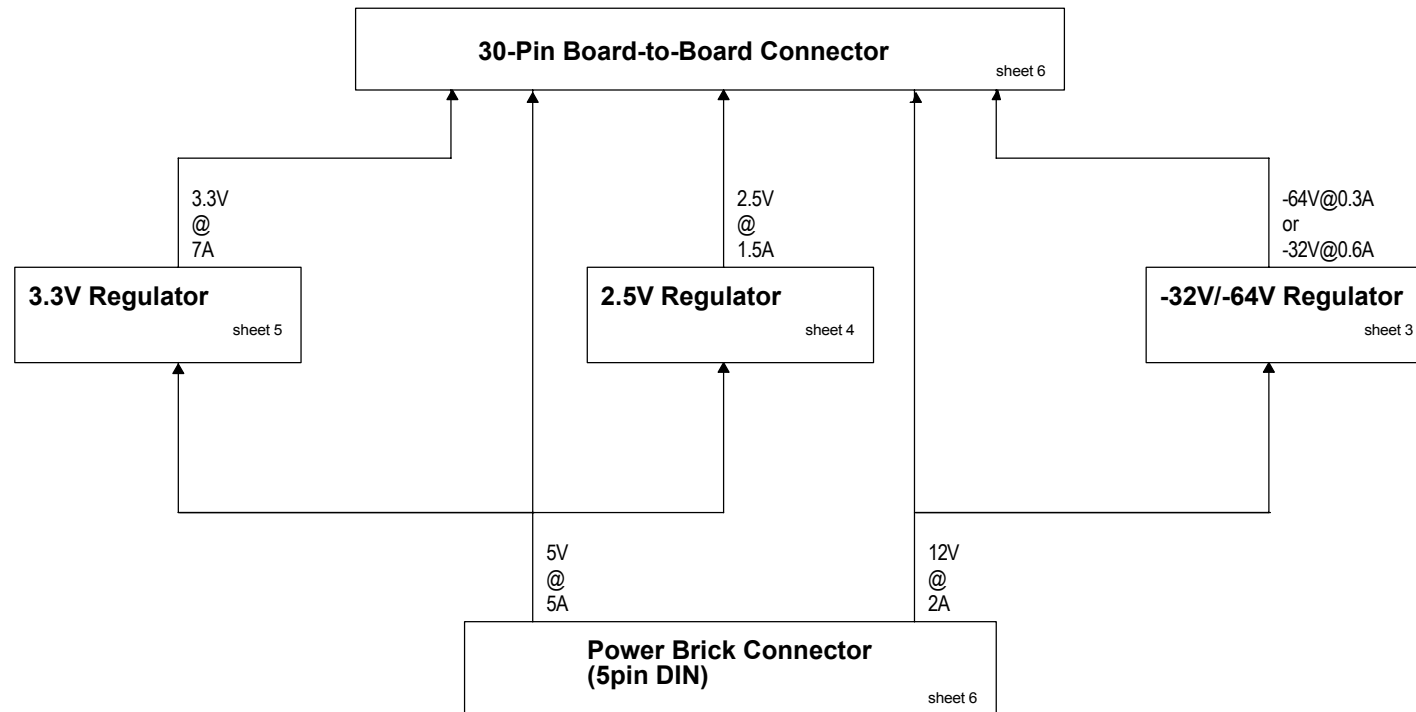 30-Pin Board-to-Board Connector
sheet 6
3.3V
@
7A
2.5V
@
1.5A
-64V@0.3A
or
-32V@0.6A
3.3V Regulator
sheet 5
2.5V Regulator
sheet 4
-32V/-64V Regulator
sheet 3
5V
@
5A
12V
@
2A
Power Brick Connector
(5pin DIN)
sheet 6